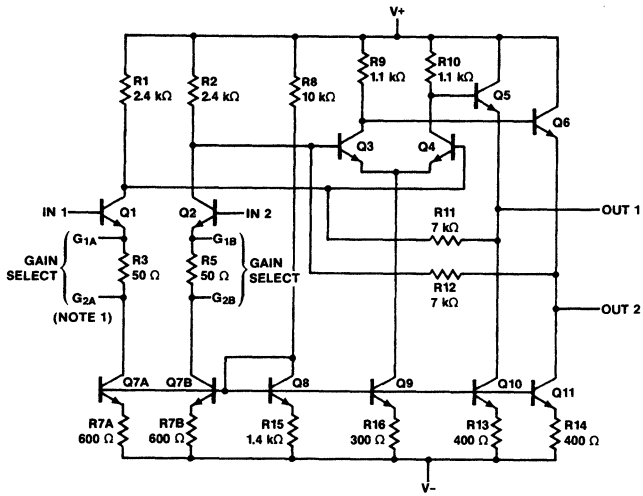 V+
R1
2.4 kΩ
R2
2.4 kΩ
R8
10 kΩ
R9
1.1 kΩ
R10
1.1 kΩ
Q5
Q6
Q3
Q4
IN 1
Q1
Q2
IN 2
OUT 1
G1A
G1B
R11
7 kΩ
GAIN
SELECT
R3
50 Ω
R5
50 Ω
GAIN
SELECT
R12
7 kΩ
G2A
G2B
(NOTE 1)
OUT 2
Q7A
Q7B
Q8
Q9
Q10
Q11
R7A
600 Ω
R7B
600 Ω
R15
1.4 kΩ
R16
300 Ω
R13
400 Ω
R14
400 Ω
V−